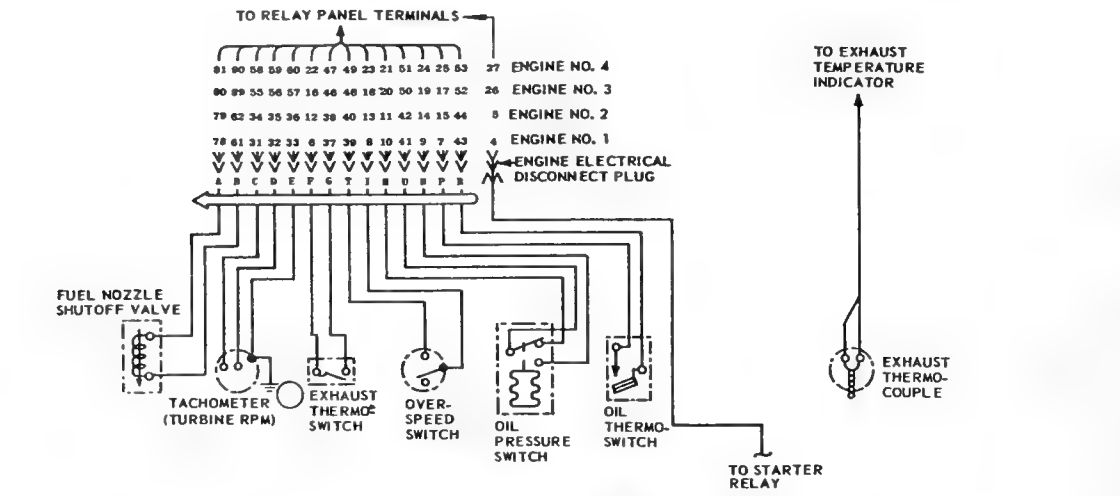 TO RELAY PANEL TERMINALS
81 90 58 59 60 22 47 49 23 21 51 24 25 53 27 ENGINE NO. 4
80 89 55 56 57 16 46 48 18 20 50 19 17 52 26 ENGINE NO. 3
79 62 34 35 36 12 38 40 13 11 42 14 15 44 5 ENGINE NO. 2
78 61 31 32 33 6 37 39 8 10 41 9 7 43 4 ENGINE NO. 1
ENGINE ELECTRICAL
DISCONNECT PLUG
A B C D E F G T I M U N P R
TO EXHAUST
TEMPERATURE
INDICATOR
FUEL NOZZLE
SHUTOFF VALVE
TACHOMETER
(TURBINE RPM)
EXHAUST
THERMO-
SWITCH
OVER-
SPEED
SWITCH
OIL
PRESSURE
SWITCH
OIL
THERMO-
SWITCH
TO STARTER
RELAY
EXHAUST
THERMO-
COUPLE